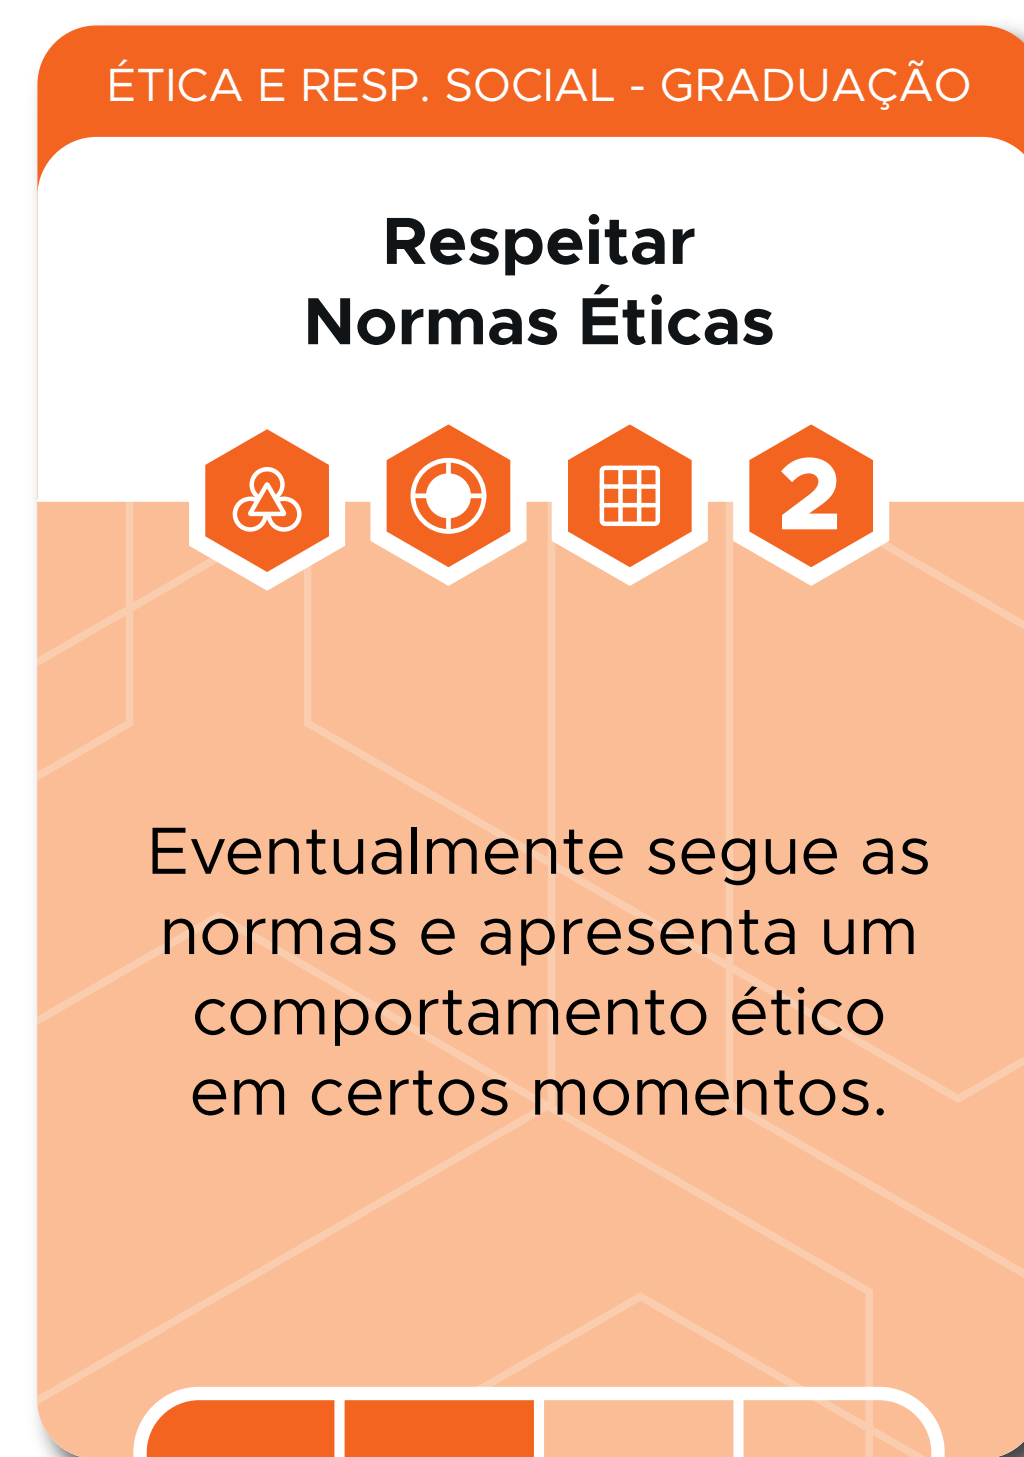 ÉTICA E RESP. SOCIAL - GRADUAÇÃO
Respeitar
Normas Éticas
2
Eventualmente segue as
normas e apresenta um
comportamento ético
em certos momentos.